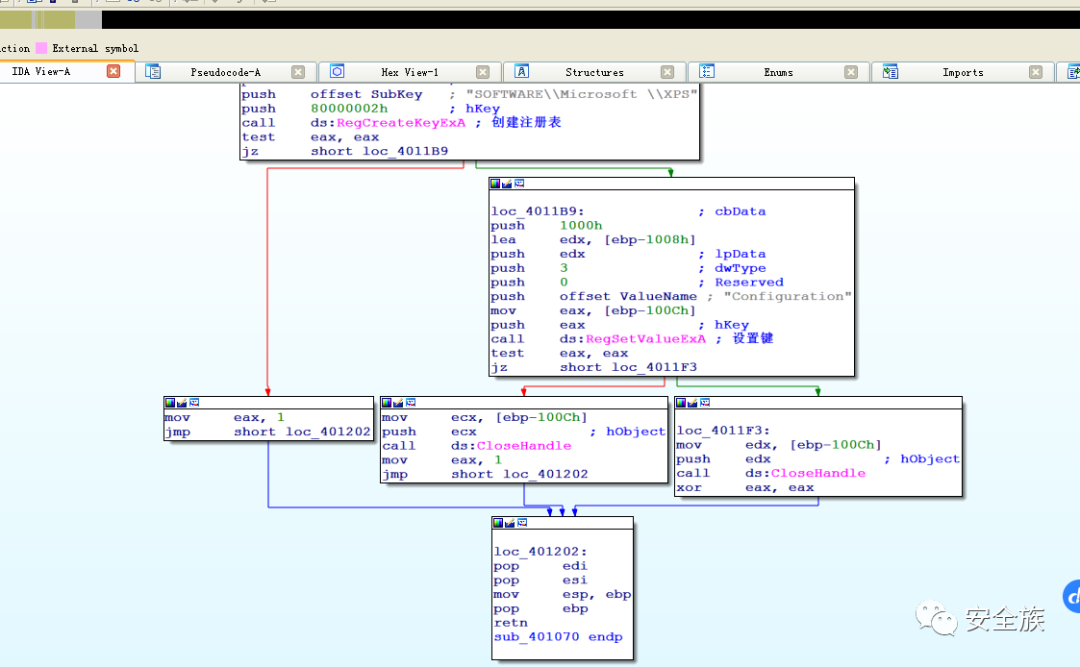 ction External symbol
IDA View-A Pseudocode-A Hex View-1 Structures Enums Imports
push offset SubKey ; "SOFTWARE\\Microsoft \\XPS"
push 80000002h ; hKey
call ds:RegCreateKeyExA ; 创建注册表
test eax, eax
jz short loc_4011B9
loc_4011B9: ; cbData
push 1000h
lea edx, [ebp-1008h]
push edx ; lpData
push 3 ; dwType
push 0 ; Reserved
push offset ValueName ; "Configuration"
mov eax, [ebp-100Ch]
push eax ; hKey
call ds:RegSetValueExA ; 设置键
test eax, eax
jz short loc_4011F3
mov eax, 1
jmp short loc_401202
mov ecx, [ebp-100Ch]
push ecx ; hObject
call ds:CloseHandle
mov eax, 1
jmp short loc_401202
loc_4011F3:
mov edx, [ebp-100Ch]
push edx ; hObject
call ds:CloseHandle
xor eax, eax
loc_401202:
pop edi
pop esi
mov esp, ebp
pop ebp
retn
sub_401070 endp
安全族